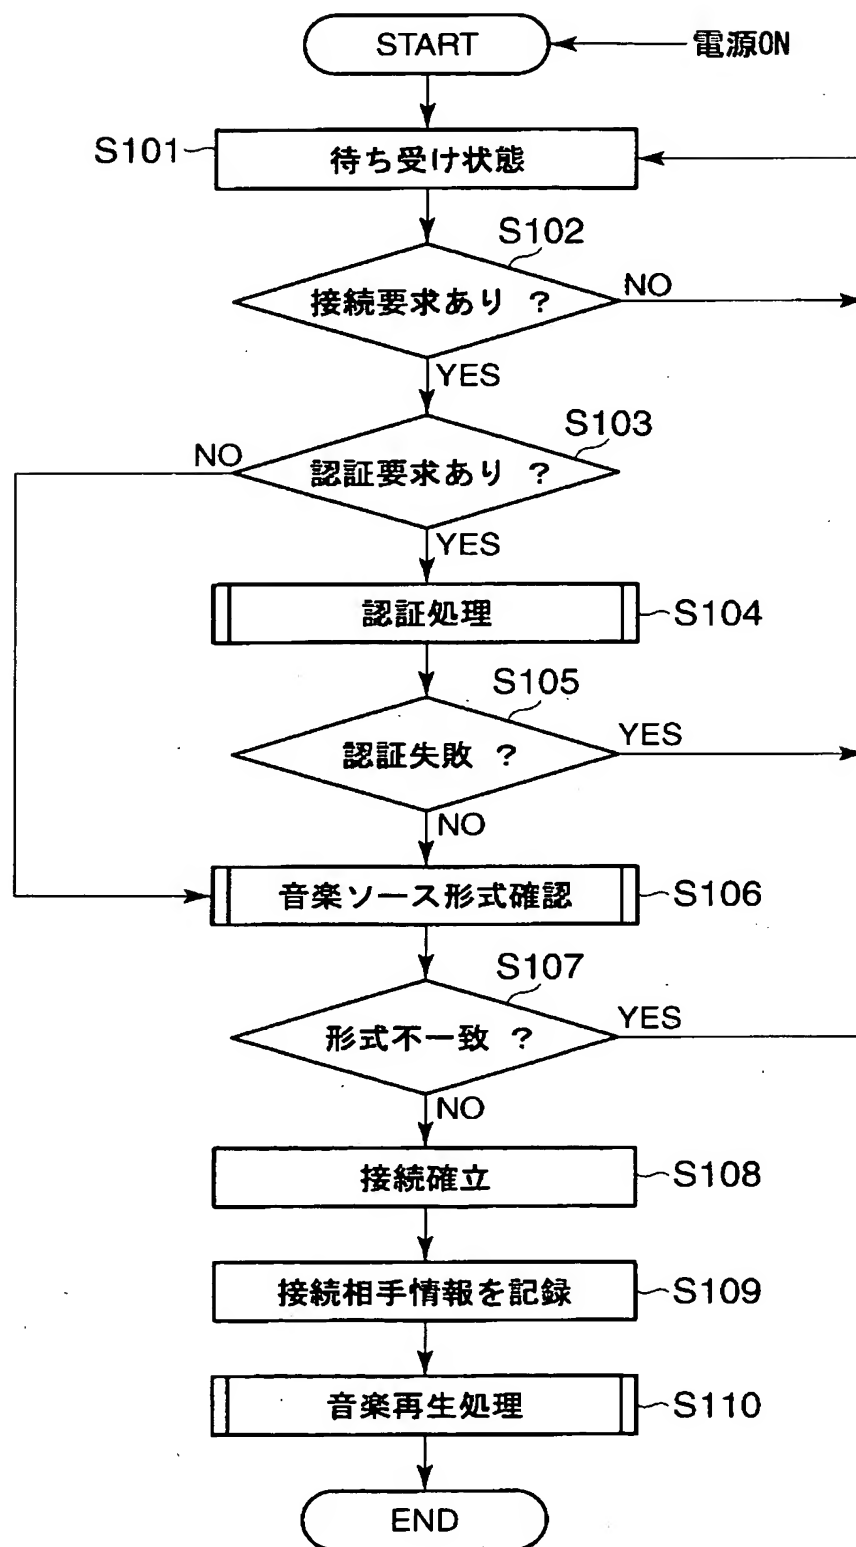 START
電源ON
S101
待ち受け状態
S102
接続要求あり ?
NO
YES
S103
NO
認証要求あり ?
YES
認証処理
S104
S105
認証失敗 ?
YES
NO
音楽ソース形式確認
S106
S107
形式不一致 ?
YES
NO
接続確立
S108
接続相手情報を記録
S109
音楽再生処理
S110
END